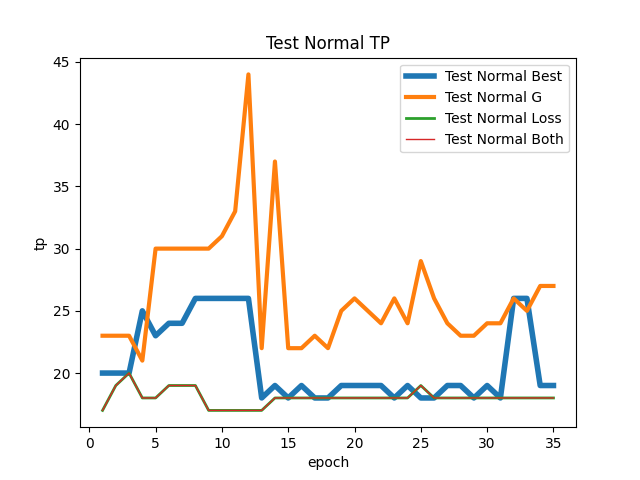 Test Normal TP
45
40
35
30
25
20
tp
0 5 10 15 20 25 30 35
epoch
Test Normal Best
Test Normal G
Test Normal Loss
Test Normal Both